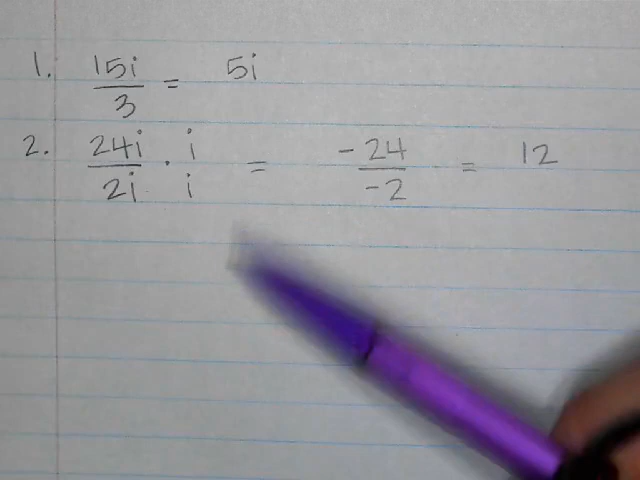 1. 15i/3 = 5i
2. 24i/2i · i/i = -24/-2 = 12